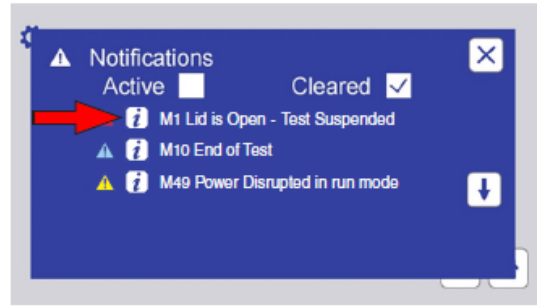 Notifications
Active Cleared
M1 Lid is Open - Test Suspended
M10 End of Test
M49 Power Disrupted in run mode